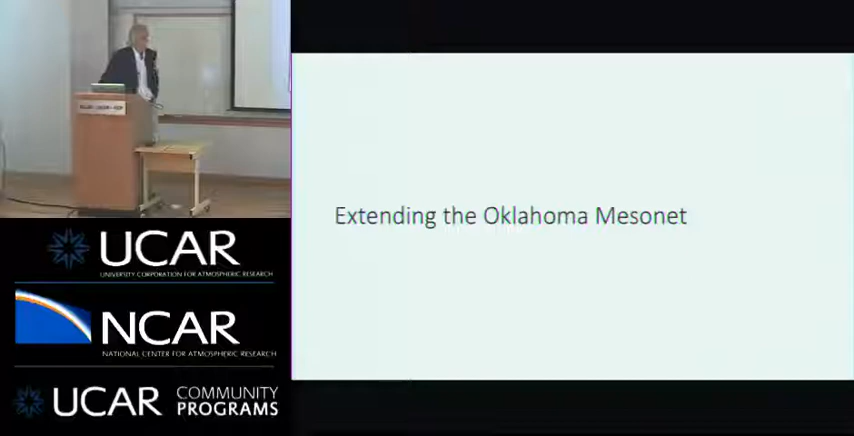 Extending the Oklahoma Mesonet
UCAR
UNIVERSITY CORPORATION FOR ATMOSPHERIC RESEARCH
NCAR
NATIONAL CENTER FOR ATMOSPHERIC RESEARCH
UCAR COMMUNITY
PROGRAMS